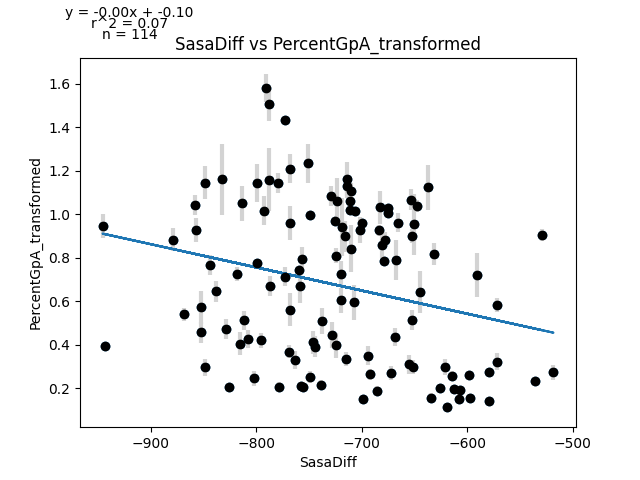 y = -0.00x + -0.10
r^2 = 0.07
n = 114
SasaDiff vs PercentGpA_transformed
PercentGpA_transformed
1.6
1.4
1.2
1.0
0.8
0.6
0.4
0.2
−900
−800
−700
−600
−500
SasaDiff